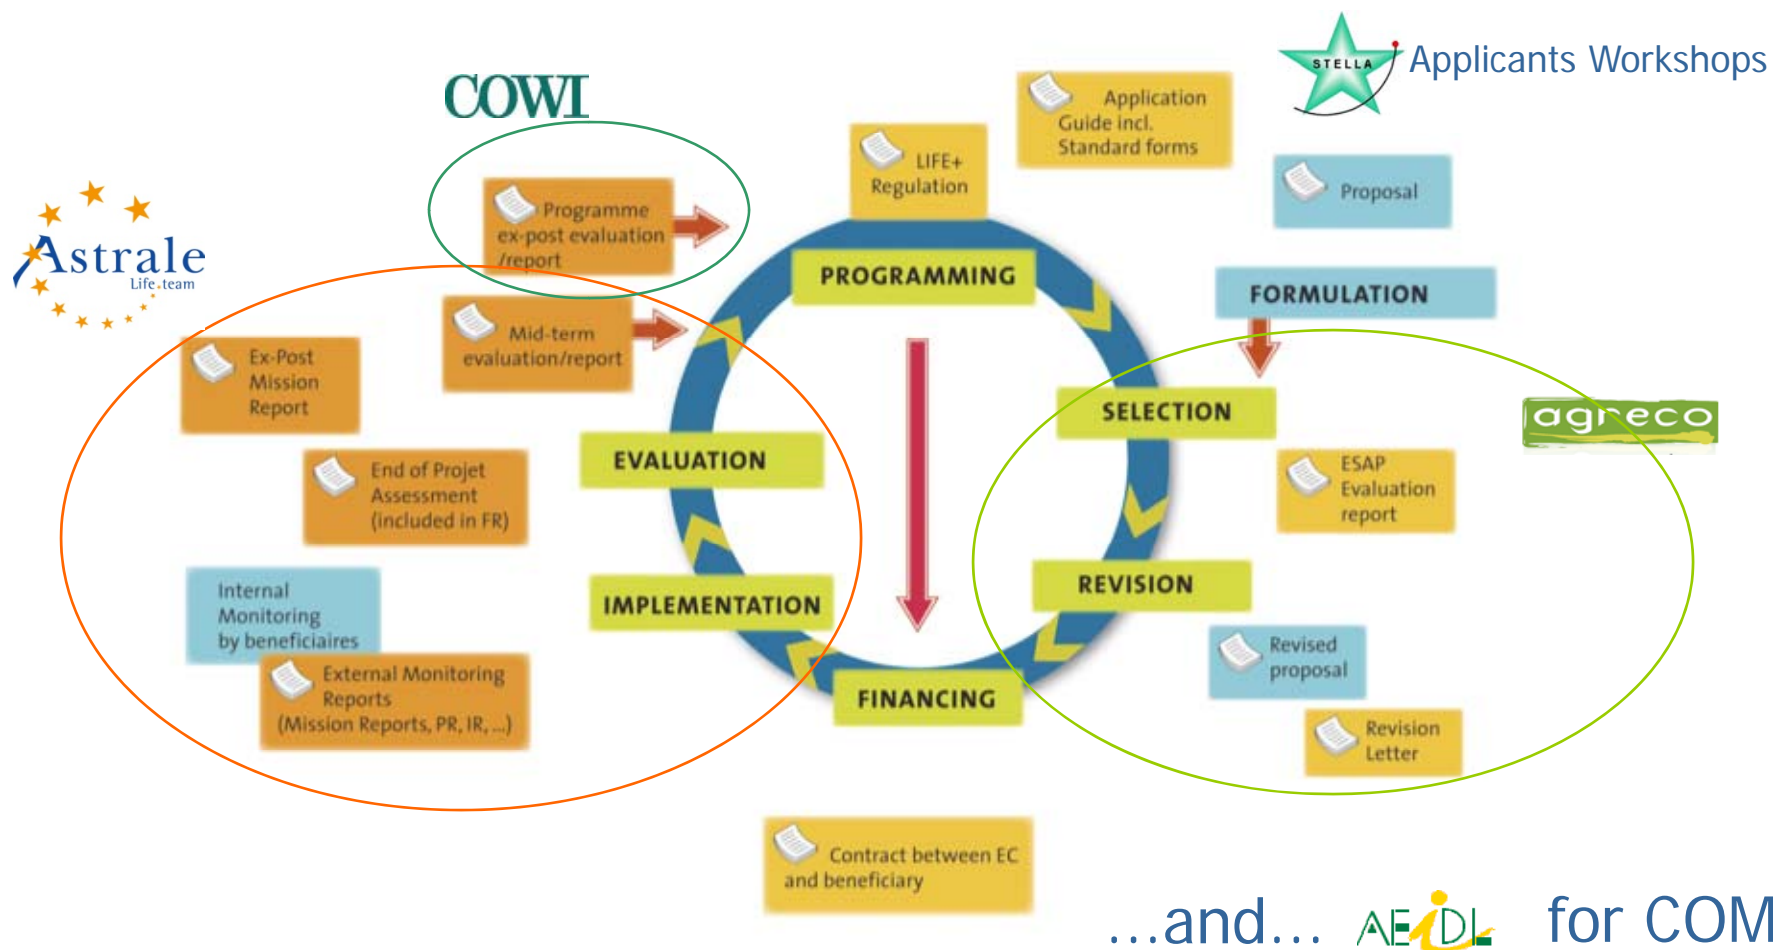 STELLA
Applicants Workshops
COWI
Application
Guide incl.
Standard forms
LIFE+
Regulation
Proposal
Programme
ex-post evaluation
/report
Astrale
Life team
PROGRAMMING
FORMULATION
Mid-term
evaluation/report
Ex-Post
Mission
Report
SELECTION
agreco
EVALUATION
End of Projet
Assessment
(included in FR)
ESAP
Evaluation
report
REVISION
Internal
Monitoring
by beneficiaires
IMPLEMENTATION
Revised
proposal
External Monitoring
Reports
(Mission Reports, PR, IR, ...)
FINANCING
Revision
Letter
Contract between EC
and beneficiary
...and... AEiDL for COM